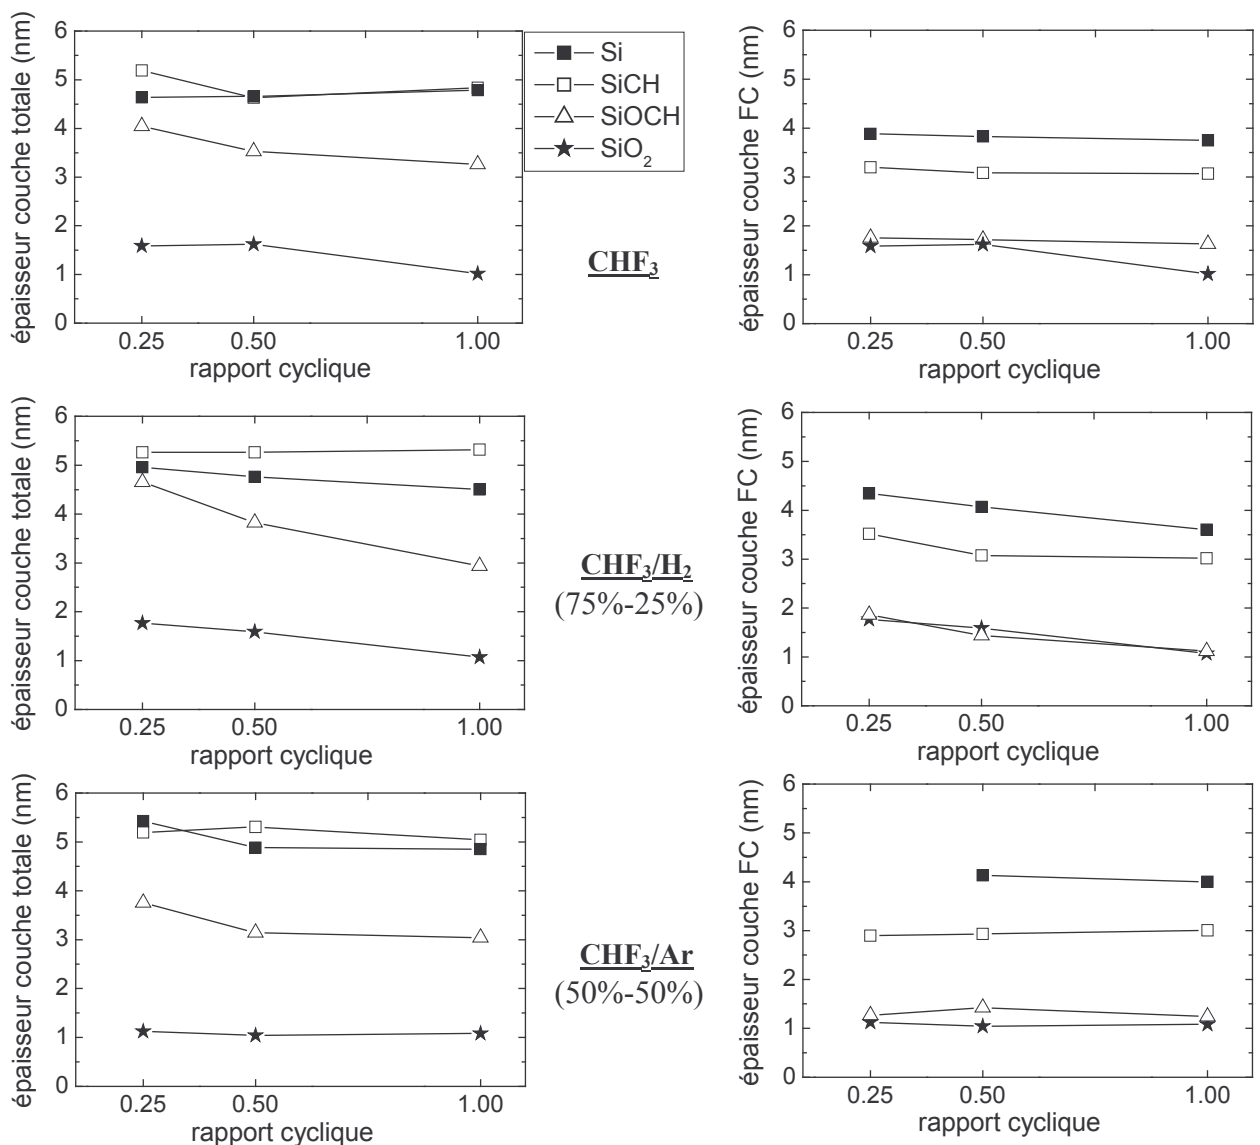 épaisseur couche totale (nm)
6
5
4
3
2
1
0
0.25 0.50 1.00
rapport cyclique
Si
SiCH
SiOCH
SiO2
CHF3
épaisseur couche FC (nm)
6
5
4
3
2
1
0
0.25 0.50 1.00
rapport cyclique
épaisseur couche totale (nm)
6
5
4
3
2
1
0
0.25 0.50 1.00
rapport cyclique
CHF3/H2
(75%-25%)
épaisseur couche FC (nm)
6
5
4
3
2
1
0
0.25 0.50 1.00
rapport cyclique
épaisseur couche totale (nm)
6
5
4
3
2
1
0
0.25 0.50 1.00
rapport cyclique
CHF3/Ar
(50%-50%)
épaisseur couche FC (nm)
6
5
4
3
2
1
0
0.25 0.50 1.00
rapport cyclique